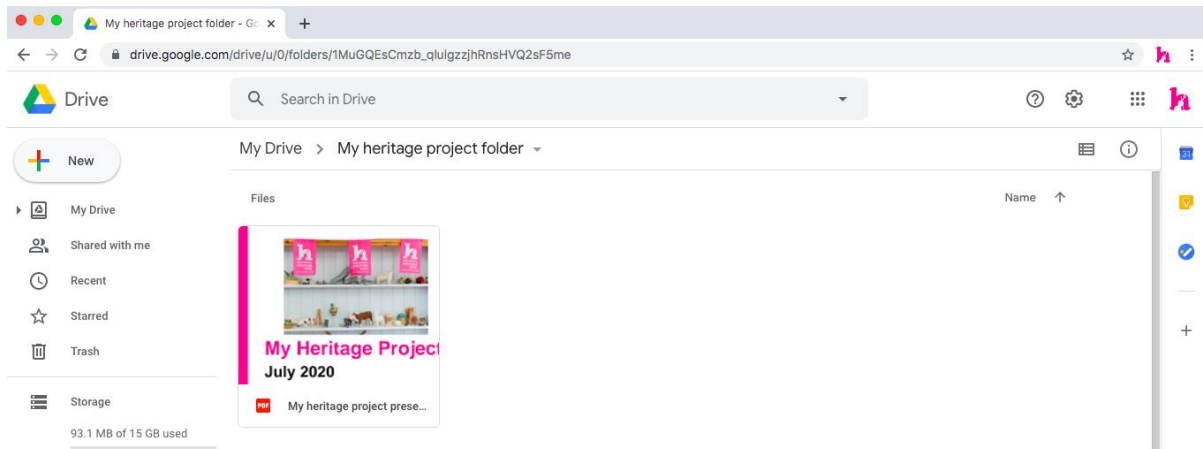 My heritage project folder - Go
drive.google.com/drive/u/0/folders/1MuGQEsCmzb_qlulgzzjhRnsHVQ2sF5me
Drive
Search in Drive
New
My Drive > My heritage project folder
My Drive
Shared with me
Recent
Starred
Trash
Storage
93.1 MB of 15 GB used
Files
Name
My Heritage Project
July 2020
PDF
My heritage project prese...
31